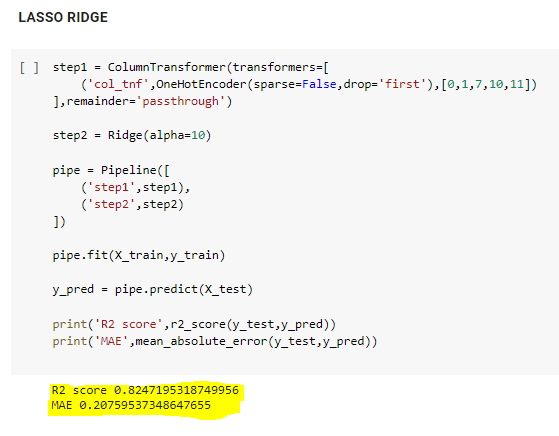 LASSO RIDGE
[ ] step1 = ColumnTransformer(transformers=[
('col_tnf',OneHotEncoder(sparse=False,drop='first'),[0,1,7,10,11])
],remainder='passthrough')
step2 = Ridge(alpha=10)
pipe = Pipeline([
('step1',step1),
('step2',step2)
])
pipe.fit(X_train,y_train)
y_pred = pipe.predict(X_test)
print('R2 score',r2_score(y_test,y_pred))
print('MAE',mean_absolute_error(y_test,y_pred))
R2 score 0.8247195318749956
MAE 0.20759537348647655